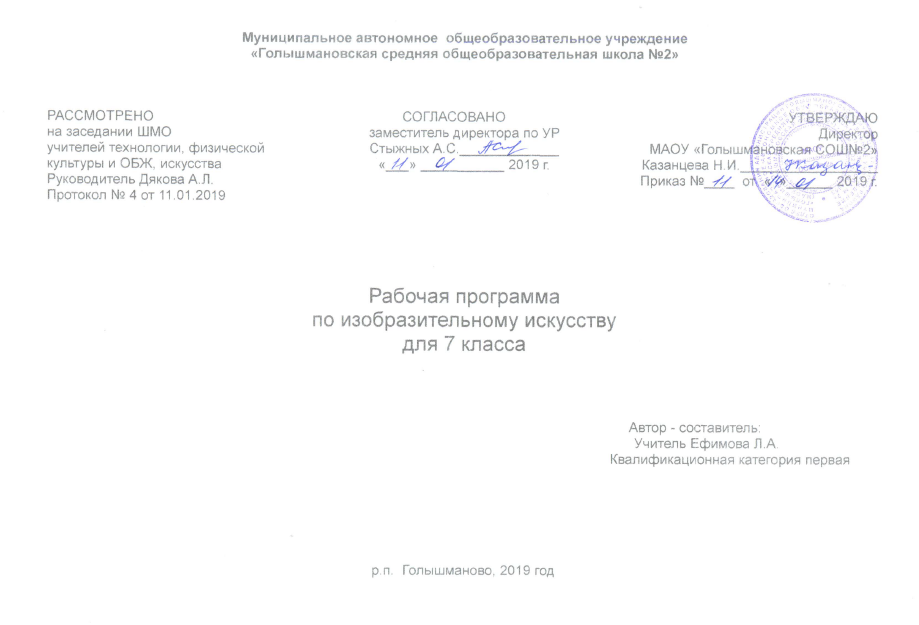 Муниципальное автономное общеобразовательное учреждение
«Голышмановская средняя общеобразовательная школа №2»
РАССМОТРЕНО
на заседании ШМО
учителей технологии, физической
культуры и ОБЖ, искусства
Руководитель Дякова А.Л.
Протокол № 4 от 11.01.2019
СОГЛАСОВАНО
заместитель директора по УР
Стыжных А.С.
« 11 » 01 2019 г.
УТВЕРЖДАЮ
Директор
МАОУ «Голышмановская СОШ№2»
Казанцева Н.И.
Приказ № 11 от «14» 01 2019 г.
Рабочая программа
по изобразительному искусству
для 7 класса
Автор - составитель:
Учитель Ефимова Л.А.
Квалификационная категория первая
р.п. Голышманово, 2019 год